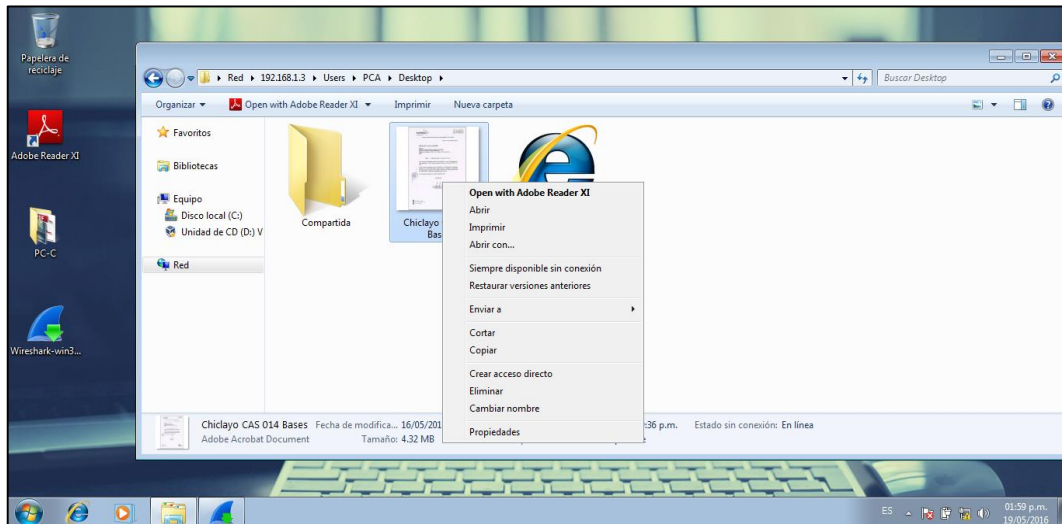 Papelera de
reciclaje
Adobe Reader XI
PC-C
Wireshark-win3...
Red 192.168.1.3 Users PCA Desktop
Buscar Desktop
Organizar Open with Adobe Reader XI Imprimir Nueva carpeta
Favoritos
Bibliotecas
Equipo
Disco local (C:)
Unidad de CD (D:) V
Red
Compartida
Chiclayo
Bas
Open with Adobe Reader XI
Abrir
Imprimir
Abrir con...
Siempre disponible sin conexión
Restaurar versiones anteriores
Enviar a
Cortar
Copiar
Crear acceso directo
Eliminar
Cambiar nombre
Propiedades
Chiclayo CAS 014 Bases Fecha de modifica... 16/05/201 :36 p.m. Estado sin conexión: En línea
Adobe Acrobat Document Tamaño: 4.32 MB
ES
01:59 p.m.
19/05/2016